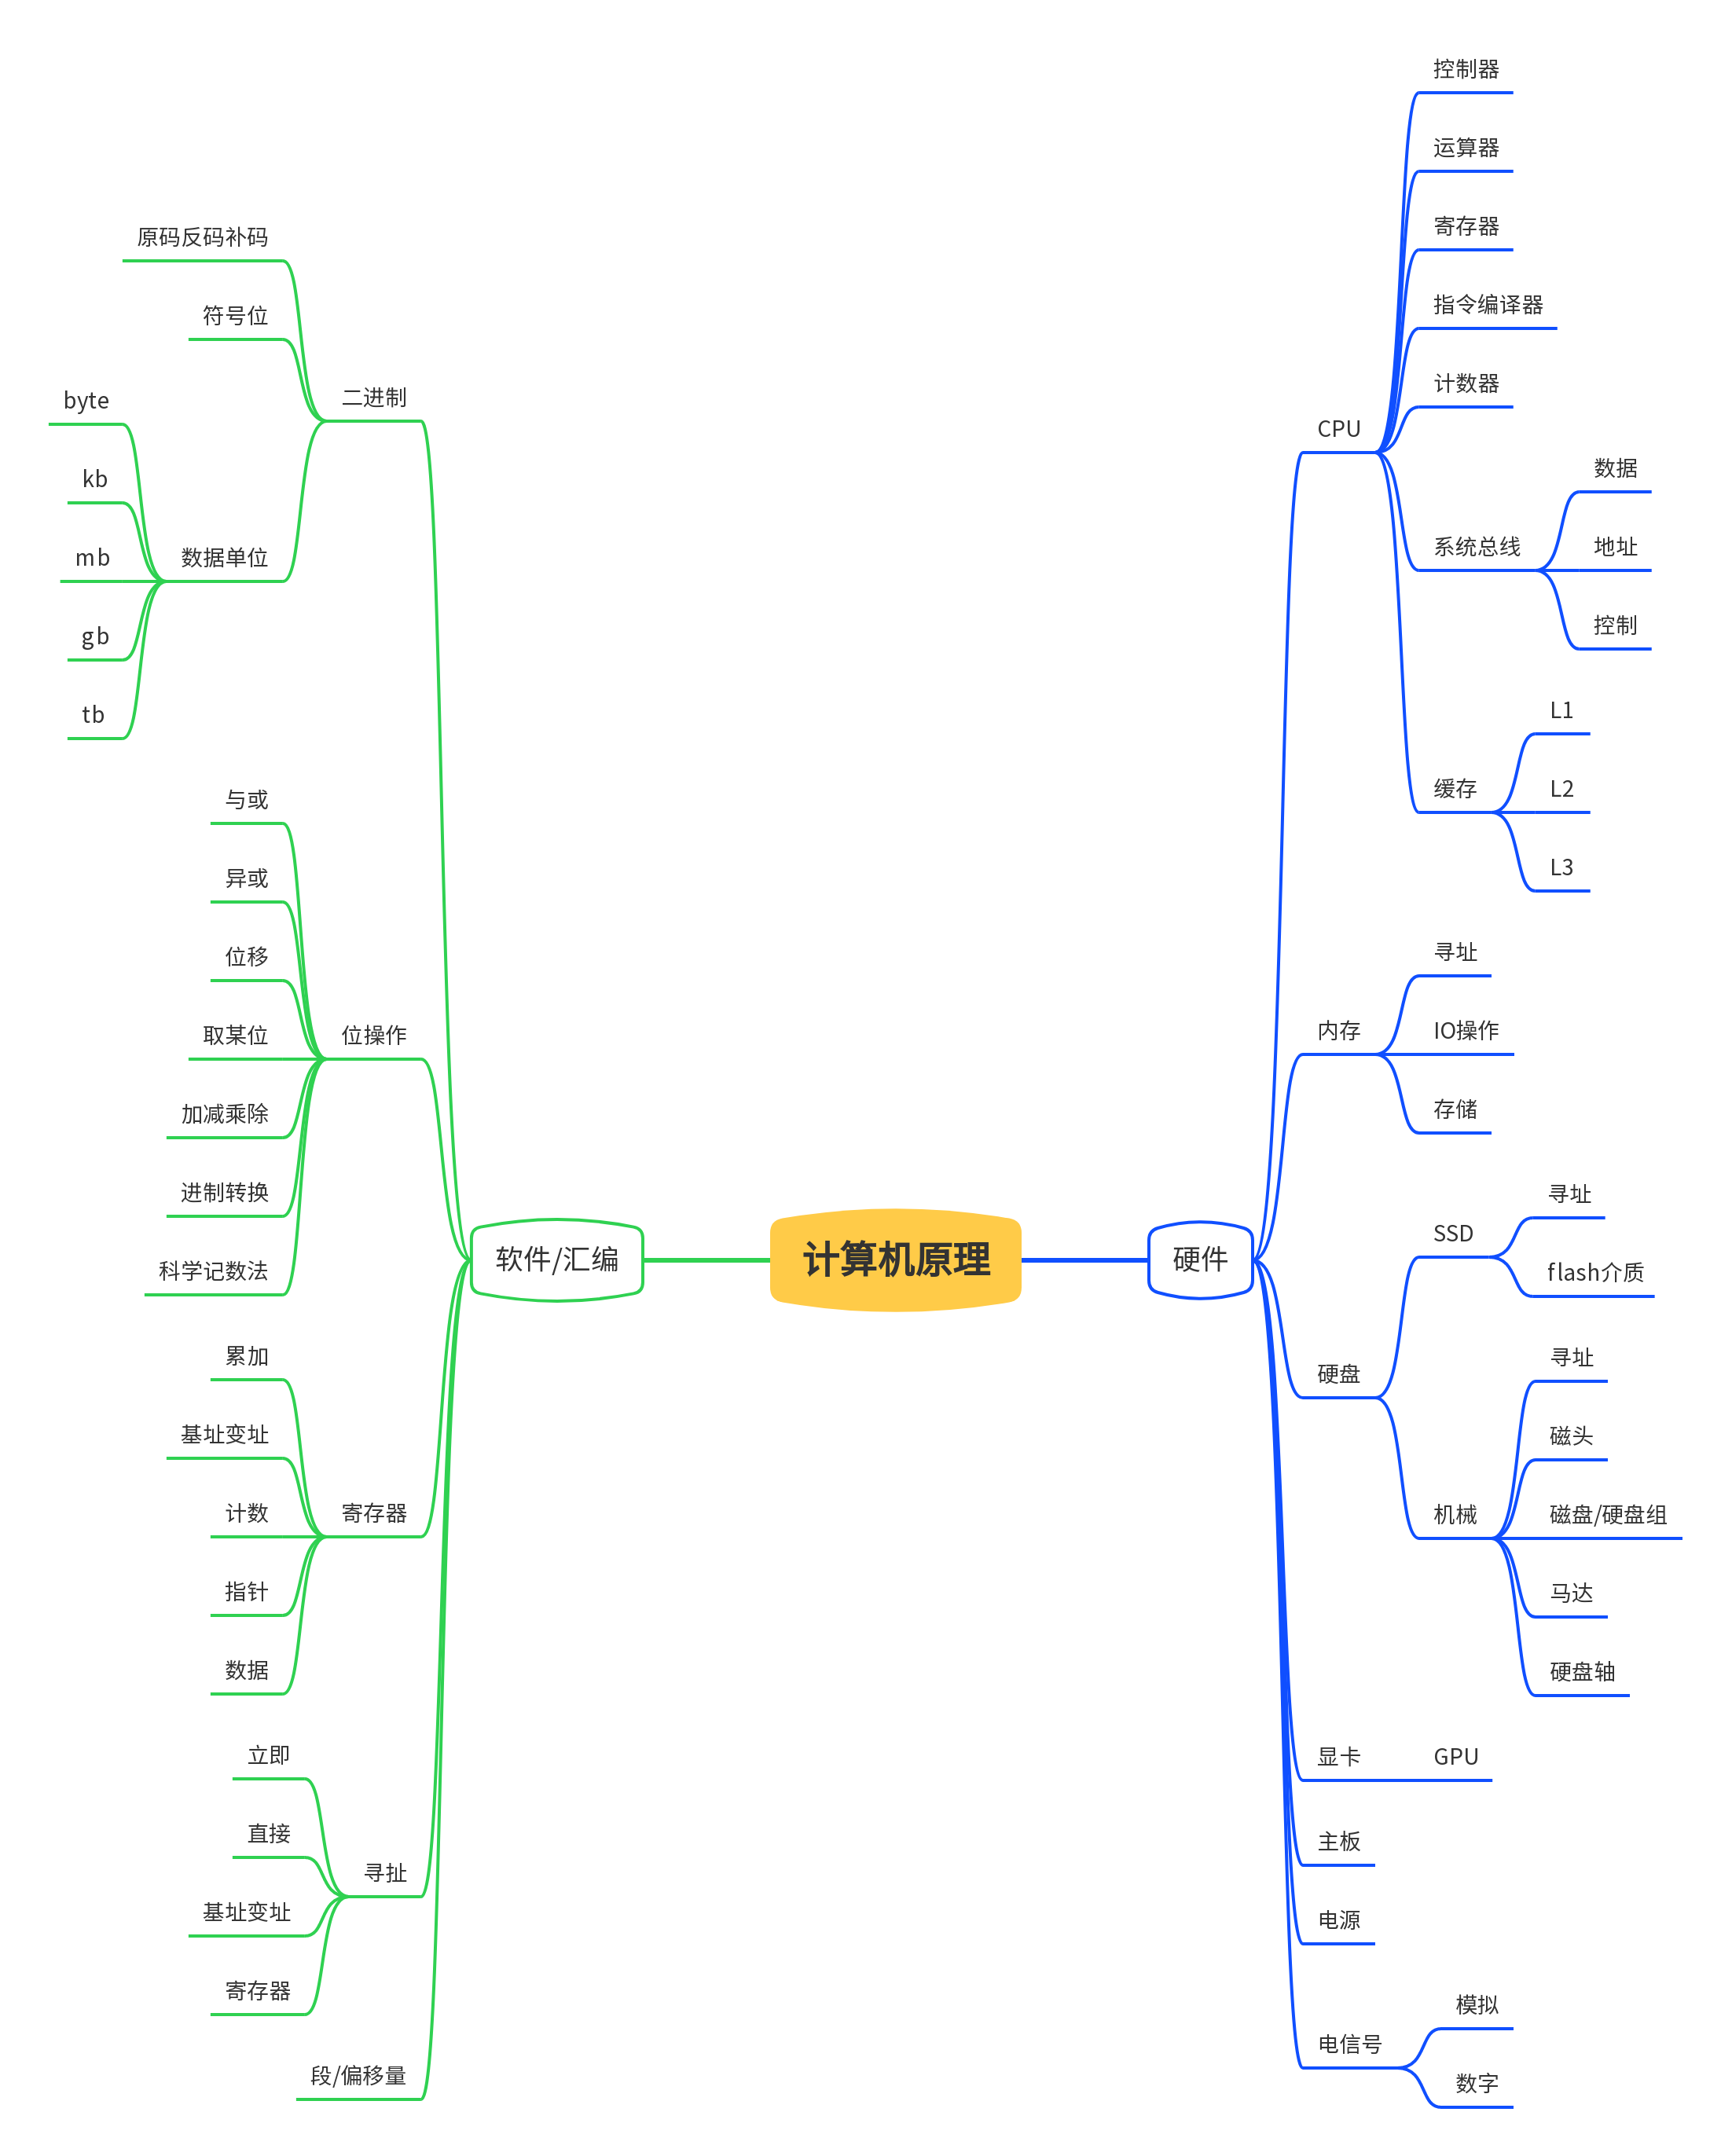 计算机原理
软件/汇编
二进制
原码反码补码
符号位
数据单位
byte
kb
mb
gb
tb
位操作
与或
异或
位移
取某位
加减乘除
进制转换
科学记数法
寄存器
累加
基址变址
计数
指针
数据
寻扯
立即
直接
基址变址
寄存器
段/偏移量
硬件
CPU
控制器
运算器
寄存器
指令编译器
计数器
系统总线
数据
地址
控制
缓存
L1
L2
L3
内存
寻址
IO操作
存储
硬盘
SSD
寻址
flash介质
机械
寻址
磁头
磁盘/硬盘组
马达
硬盘轴
显卡
GPU
主板
电源
电信号
模拟
数字